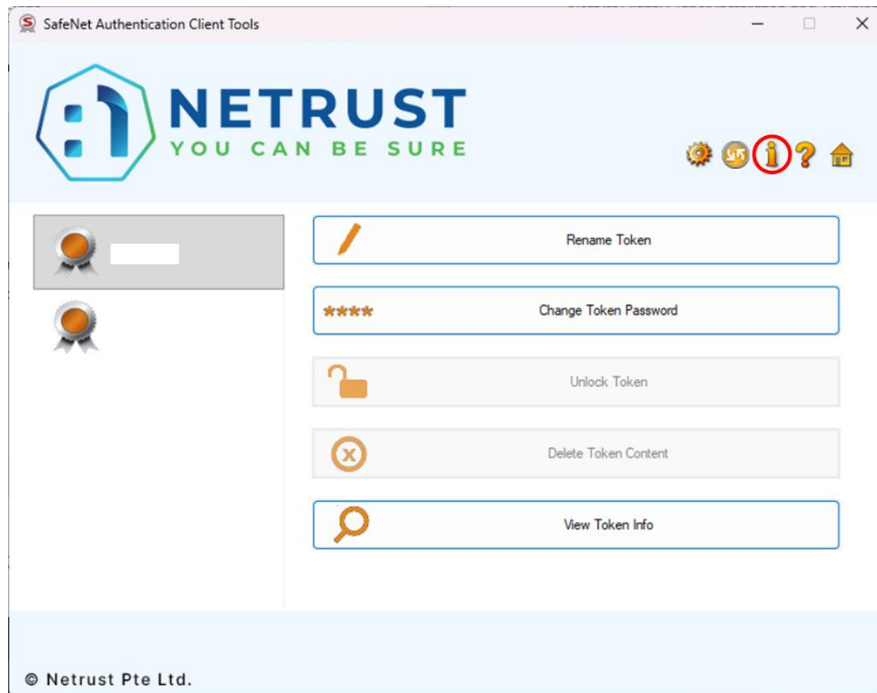 SafeNet Authentication Client Tools
NETRUST
YOU CAN BE SURE
Rename Token
**** Change Token Password
Unlock Token
Delete Token Content
View Token Info
© Netrust Pte Ltd.